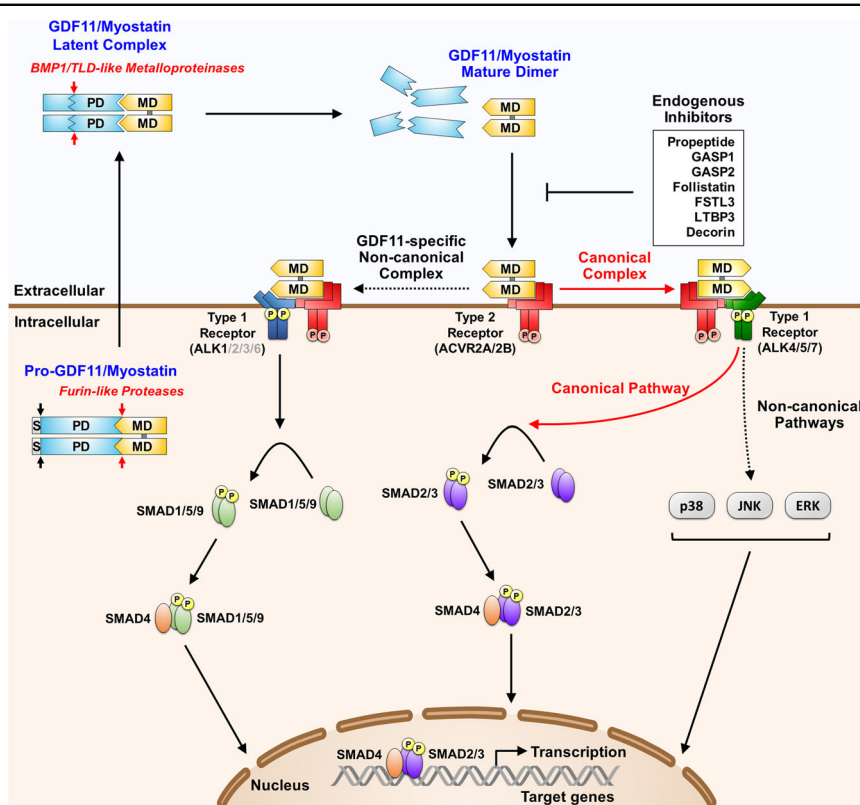 GDF11/Myostatin
Latent Complex
BMP1/TLD-like Metalloproteinases
PD
MD
PD
MD
GDF11/Myostatin
Mature Dimer
MD
MD
Endogenous
Inhibitors
Propeptide
GASP1
GASP2
Follistatin
FSTL3
LTBP3
Decorin
GDF11-specific
Non-canonical
Complex
Canonical
Complex
MD
MD
MD
MD
MD
MD
Extracellular
Intracellular
P P
P P
P P
P P
P P
Type 1
Receptor
(ALK1/2/3/6)
Type 2
Receptor
(ACVR2A/2B)
Type 1
Receptor
(ALK4/5/7)
Pro-GDF11/Myostatin
Furin-like Proteases
S
PD
MD
S
PD
MD
Canonical Pathway
Non-canonical
Pathways
P P
SMAD1/5/9
SMAD1/5/9
P P
SMAD2/3
SMAD2/3
p38
JNK
ERK
SMAD4
P P
SMAD1/5/9
SMAD4
P P
SMAD2/3
Nucleus
SMAD4
P P
SMAD2/3
Transcription
Target genes